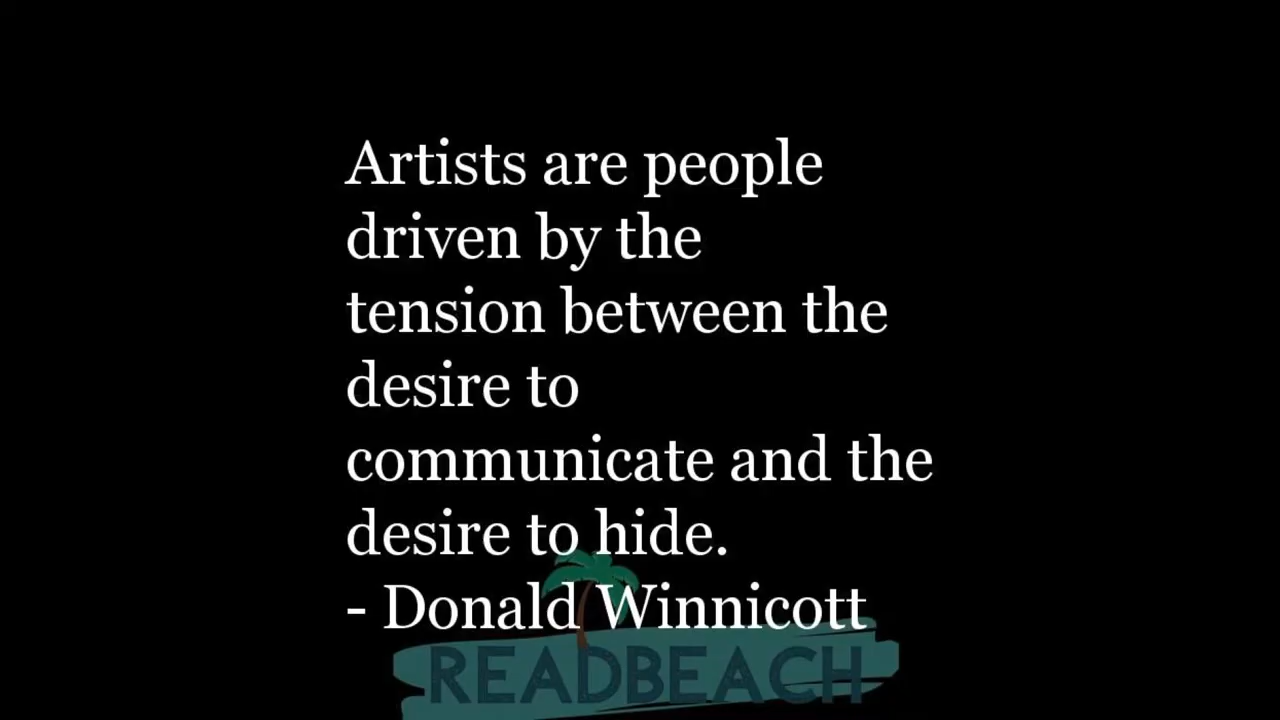 Artists are people
driven by the
tension between the
desire to
communicate and the
desire to hide.
- Donald Winnicott
READBEACH